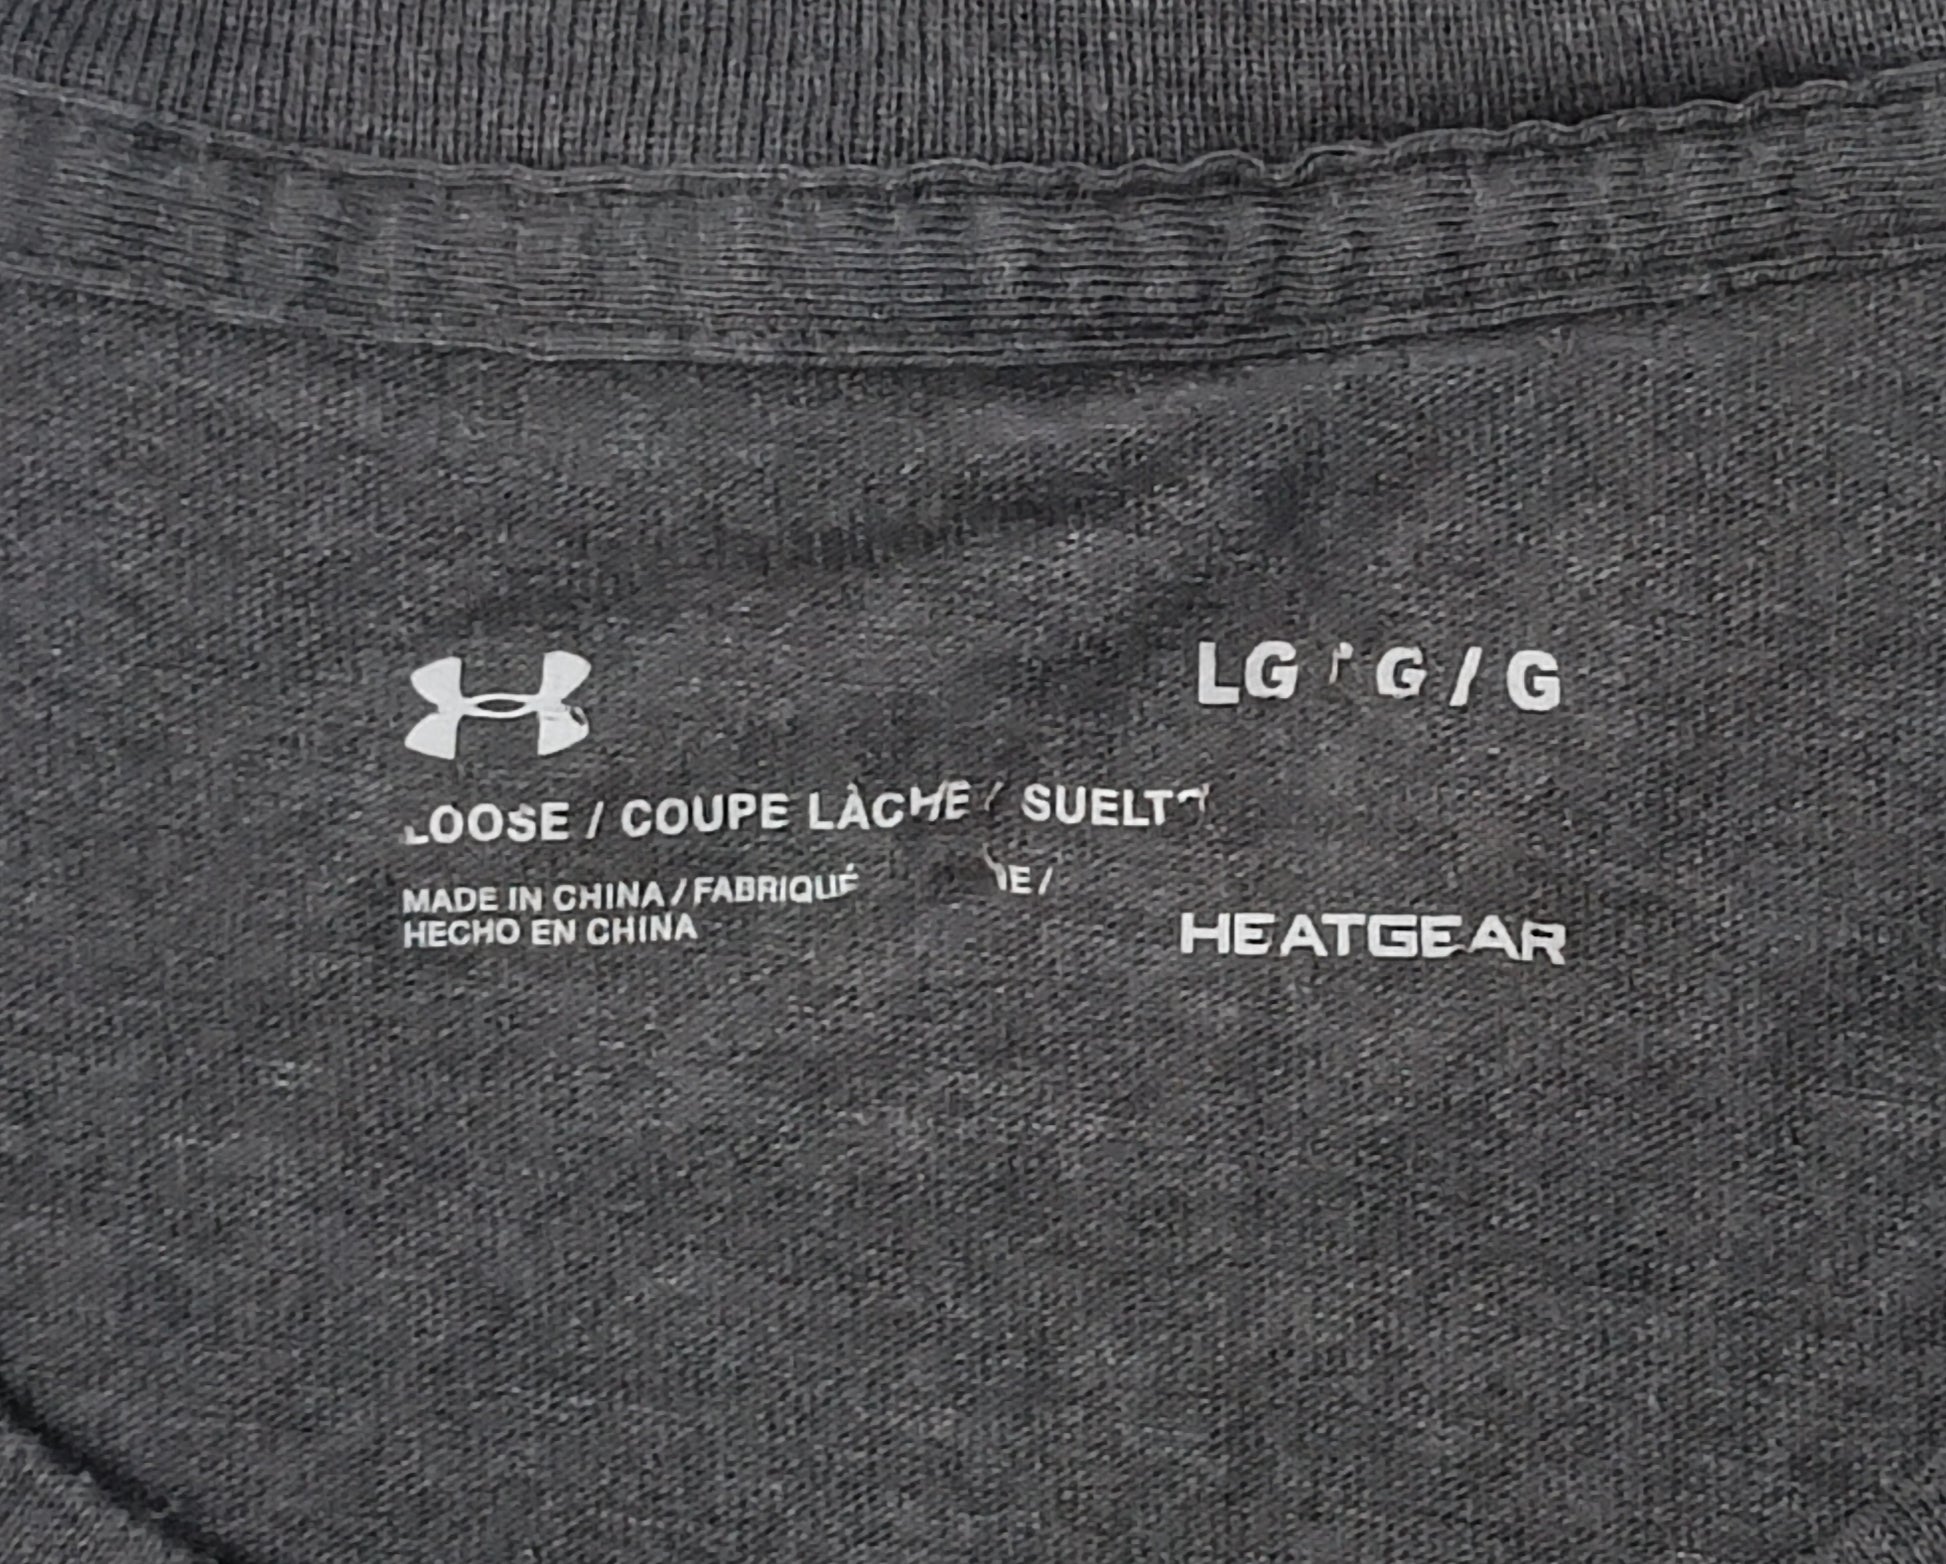 LG / G / G
LOOSE / COUPE LÂCHE / SUELTO
MADE IN CHINA / FABRIQUÉ
HECHO EN CHINA
HEATGEAR